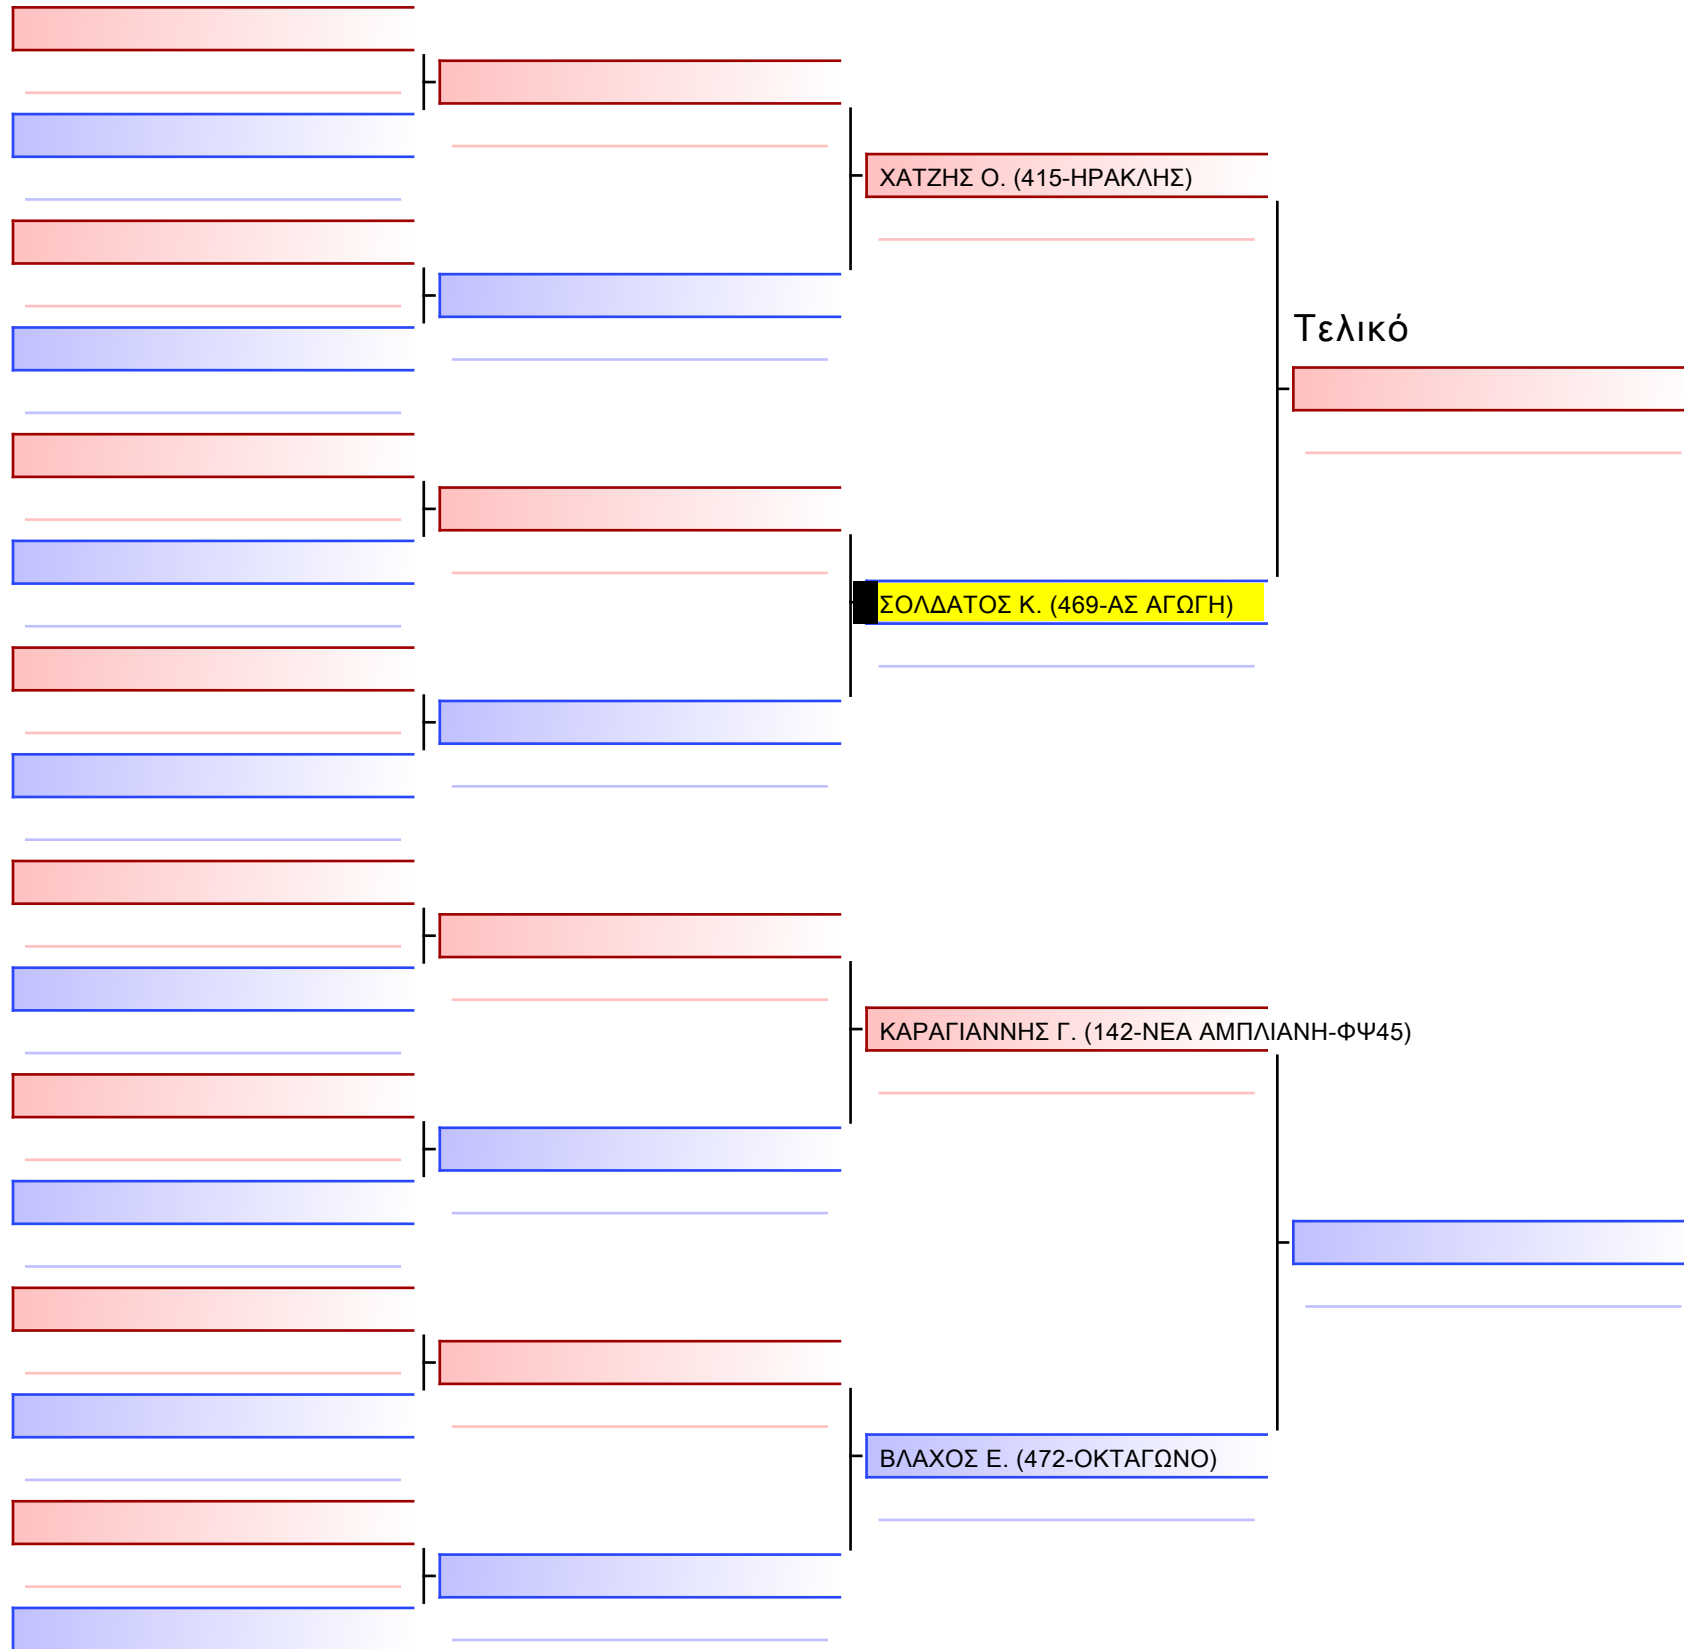 ΧΑΤΖΗΣ Ο. (415-ΗΡΑΚΛΗΣ)
Τελικό
ΣΟΛΔΑΤΟΣ Κ. (469-ΑΣ ΑΓΩΓΗ)
ΚΑΡΑΓΙΑΝΝΗΣ Γ. (142-ΝΕΑ ΑΜΠΛΙΑΝΗ-ΦΨ45)
ΒΛΑΧΟΣ Ε. (472-ΟΚΤΑΓΩΝΟ)